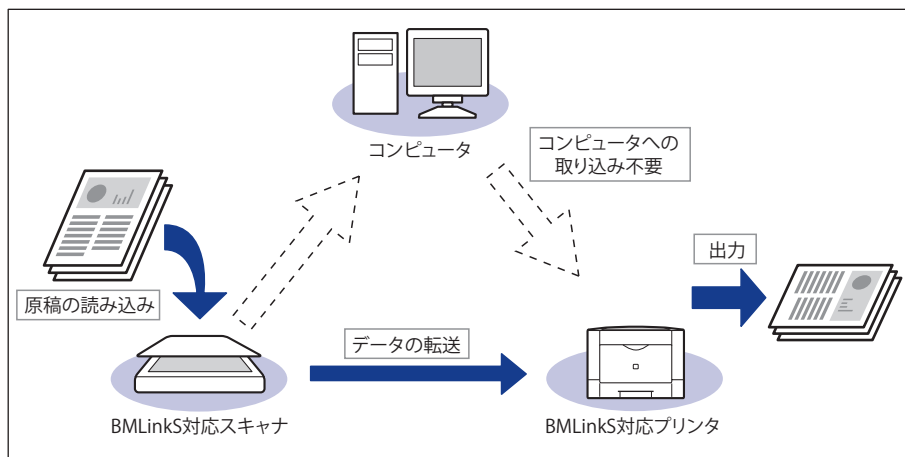 コンピュータ
コンピュータへの
取り込み不要
原稿の読み込み
データの転送
出力
BMLinkS対応スキャナ
BMLinkS対応プリンタ